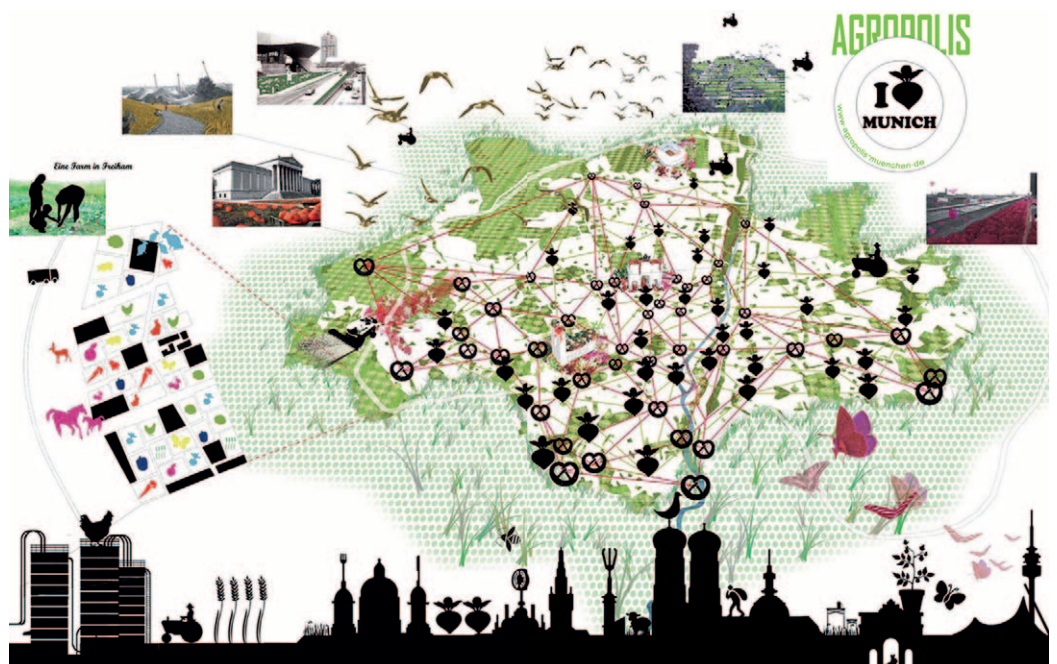 AGROPOLIS
I
MUNICH
www.agropolis-muenchen.de
Eine Farm in Freiham